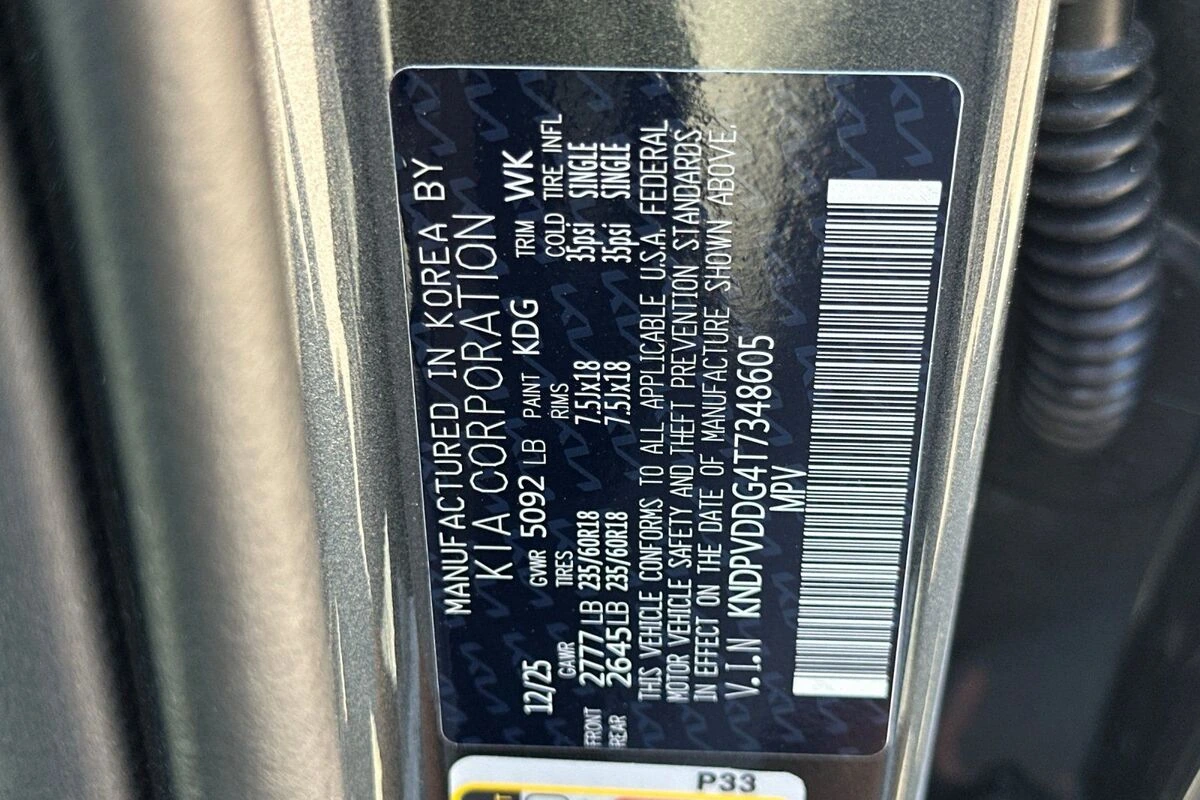 MANUFACTURED IN KOREA BY
KIA CORPORATION
12/25 GVWR 5092 LB PAINT KDG TRIM WK
GAWR TIRES RIMS COLD TIRE INFL
FRONT 2777 LB 235/60R18 7.5Jx18 35psi SINGLE
REAR 2645LB 235/60R18 7.5Jx18 35psi SINGLE
THIS VEHICLE CONFORMS TO ALL APPLICABLE U.S.A. FEDERAL
MOTOR VEHICLE SAFETY AND THEFT PREVENTION STANDARDS
IN EFFECT ON THE DATE OF MANUFACTURE SHOWN ABOVE.
V.I.N KNDPVDDG4T7348605
MPV
P33